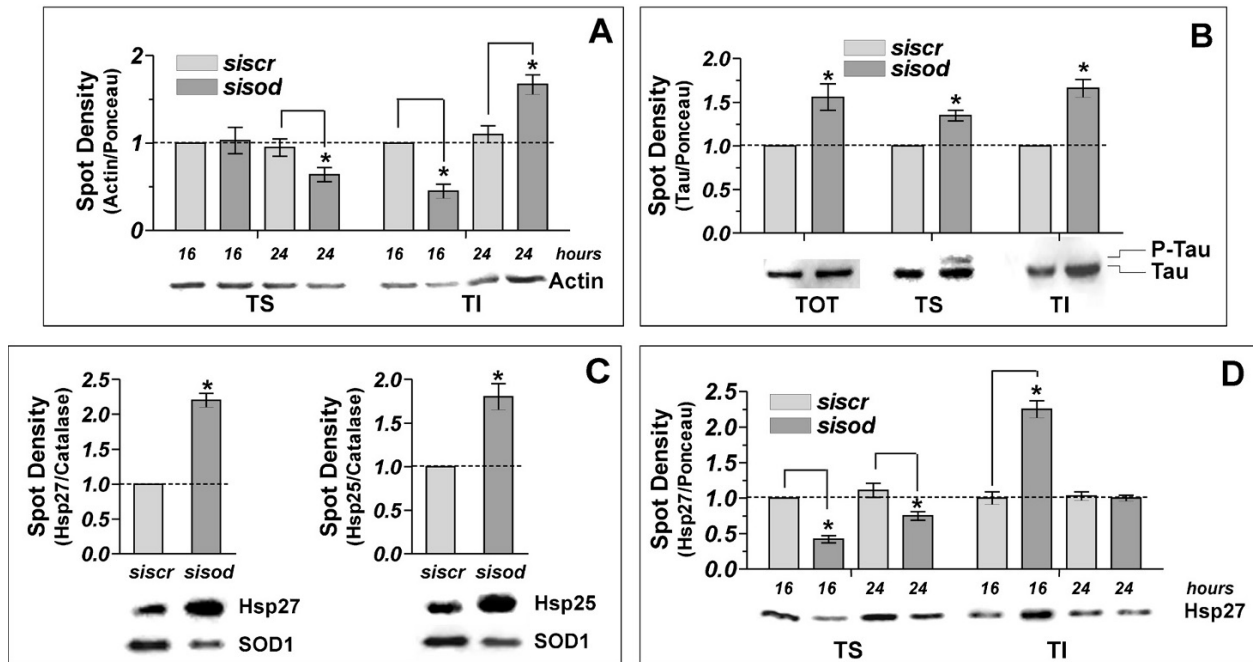 A
siscr
sisod
Spot Density
(Actin/Ponceau)
2
1
0
* * *
16 16 24 24 16 16 24 24 hours
Actin
TS TI
B
siscr
sisod
Spot Density
(Tau/Ponceau)
2.0
1.5
1.0
0.5
0.0
* * *
P-Tau
Tau
TOT TS TI
C
Spot Density
(Hsp27/Catalase)
2.5
2.0
1.5
1.0
0.5
0.0
*
siscr sisod
Hsp27
SOD1
Spot Density
(Hsp25/Catalase)
2.0
1.5
1.0
0.5
0.0
*
siscr sisod
Hsp25
SOD1
D
siscr
sisod
Spot Density
(Hsp27/Ponceau)
2.5
2.0
1.5
1.0
0.5
0.0
* * *
16 16 24 24 16 16 24 24 hours
Hsp27
TS TI